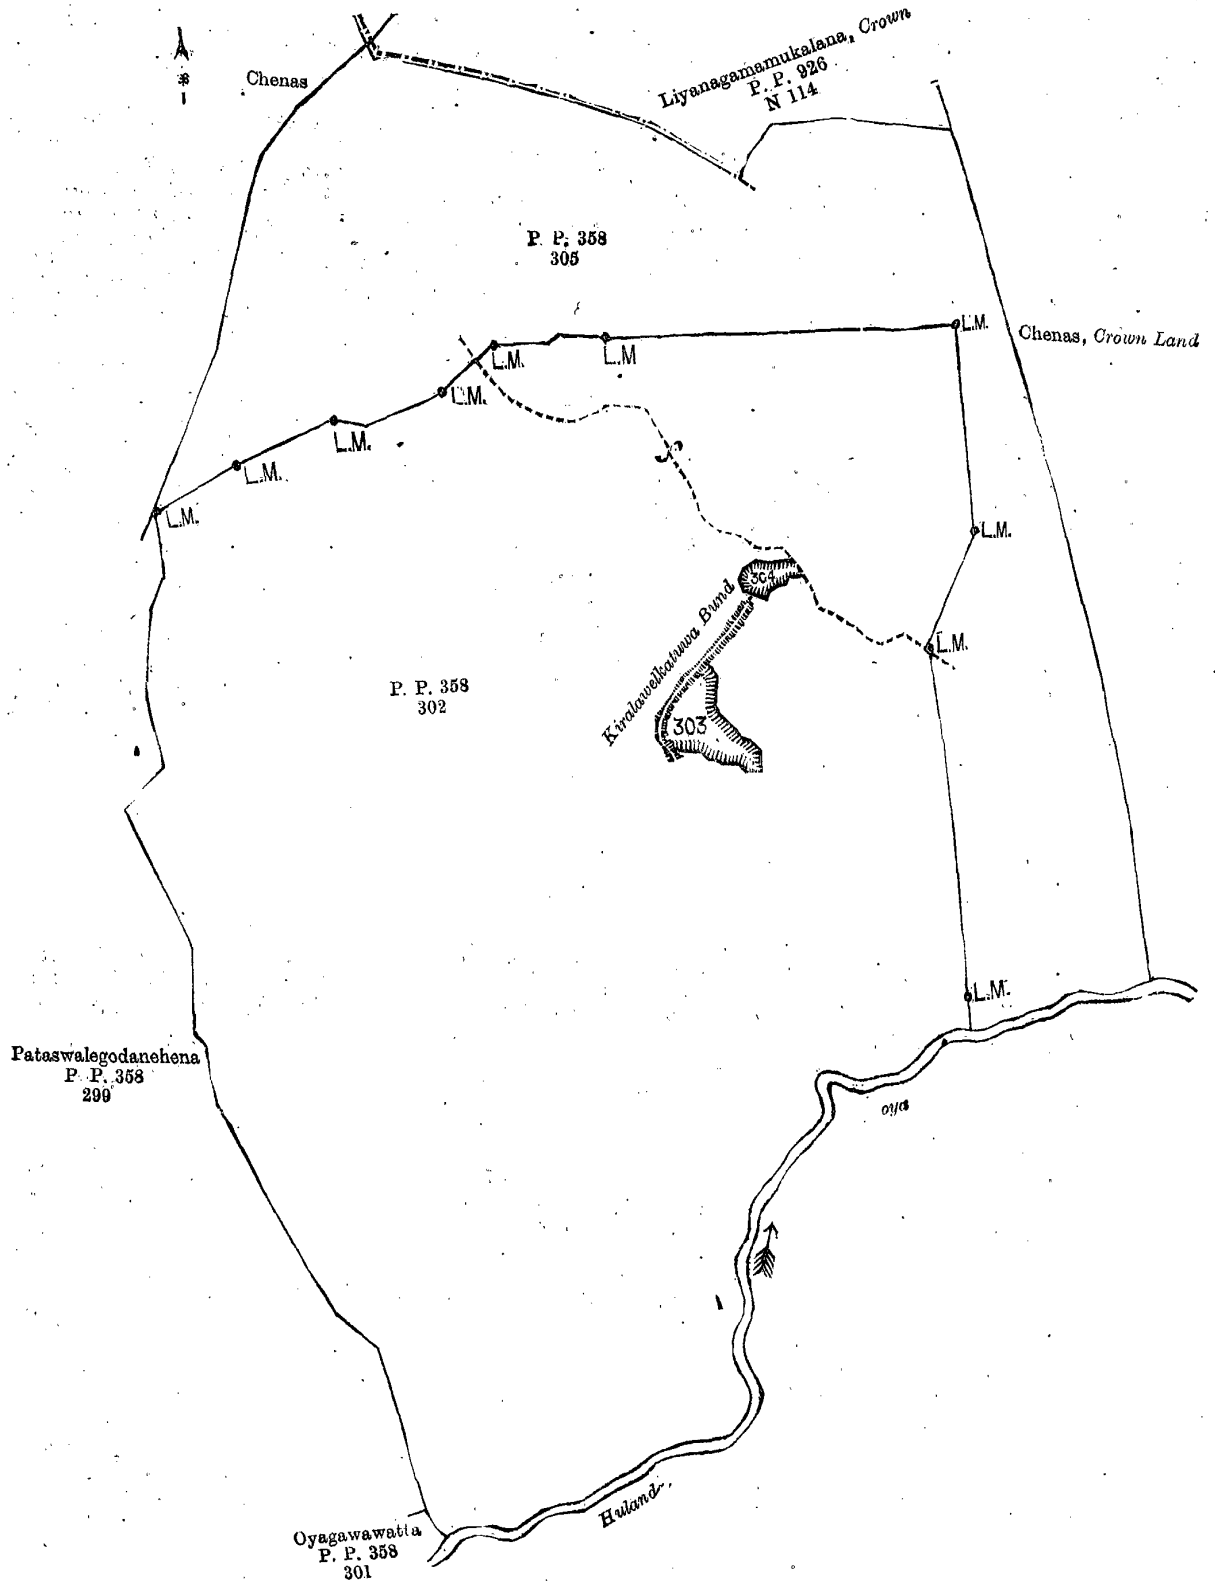 Chenas
Liyanagamamukalana, Crown
P. P. 926
N 114
P. P. 358
305
L.M.
Chenas, Crown Land
L.M.
L.M
L.M.
L.M.
L.M.
L.M.
L.M.
304
Kiralawelkatuwa Bund
L.M.
P. P. 358
302
303
L.M.
Pataswalegodanehena
P. P. 358
299
oya
Huland
Oyagawawatta
P. P. 358
301